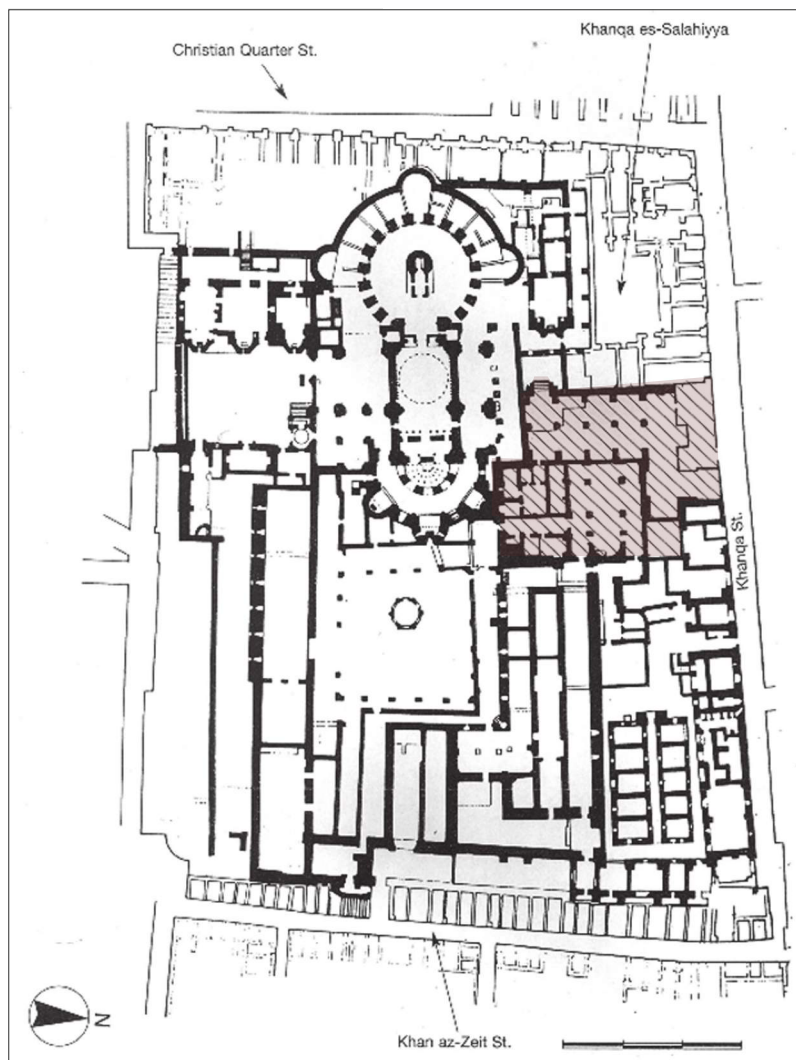 Khanqa es-Salahiyya
Christian Quarter St.
Khanqa St.
N
Khan az-Zeit St.